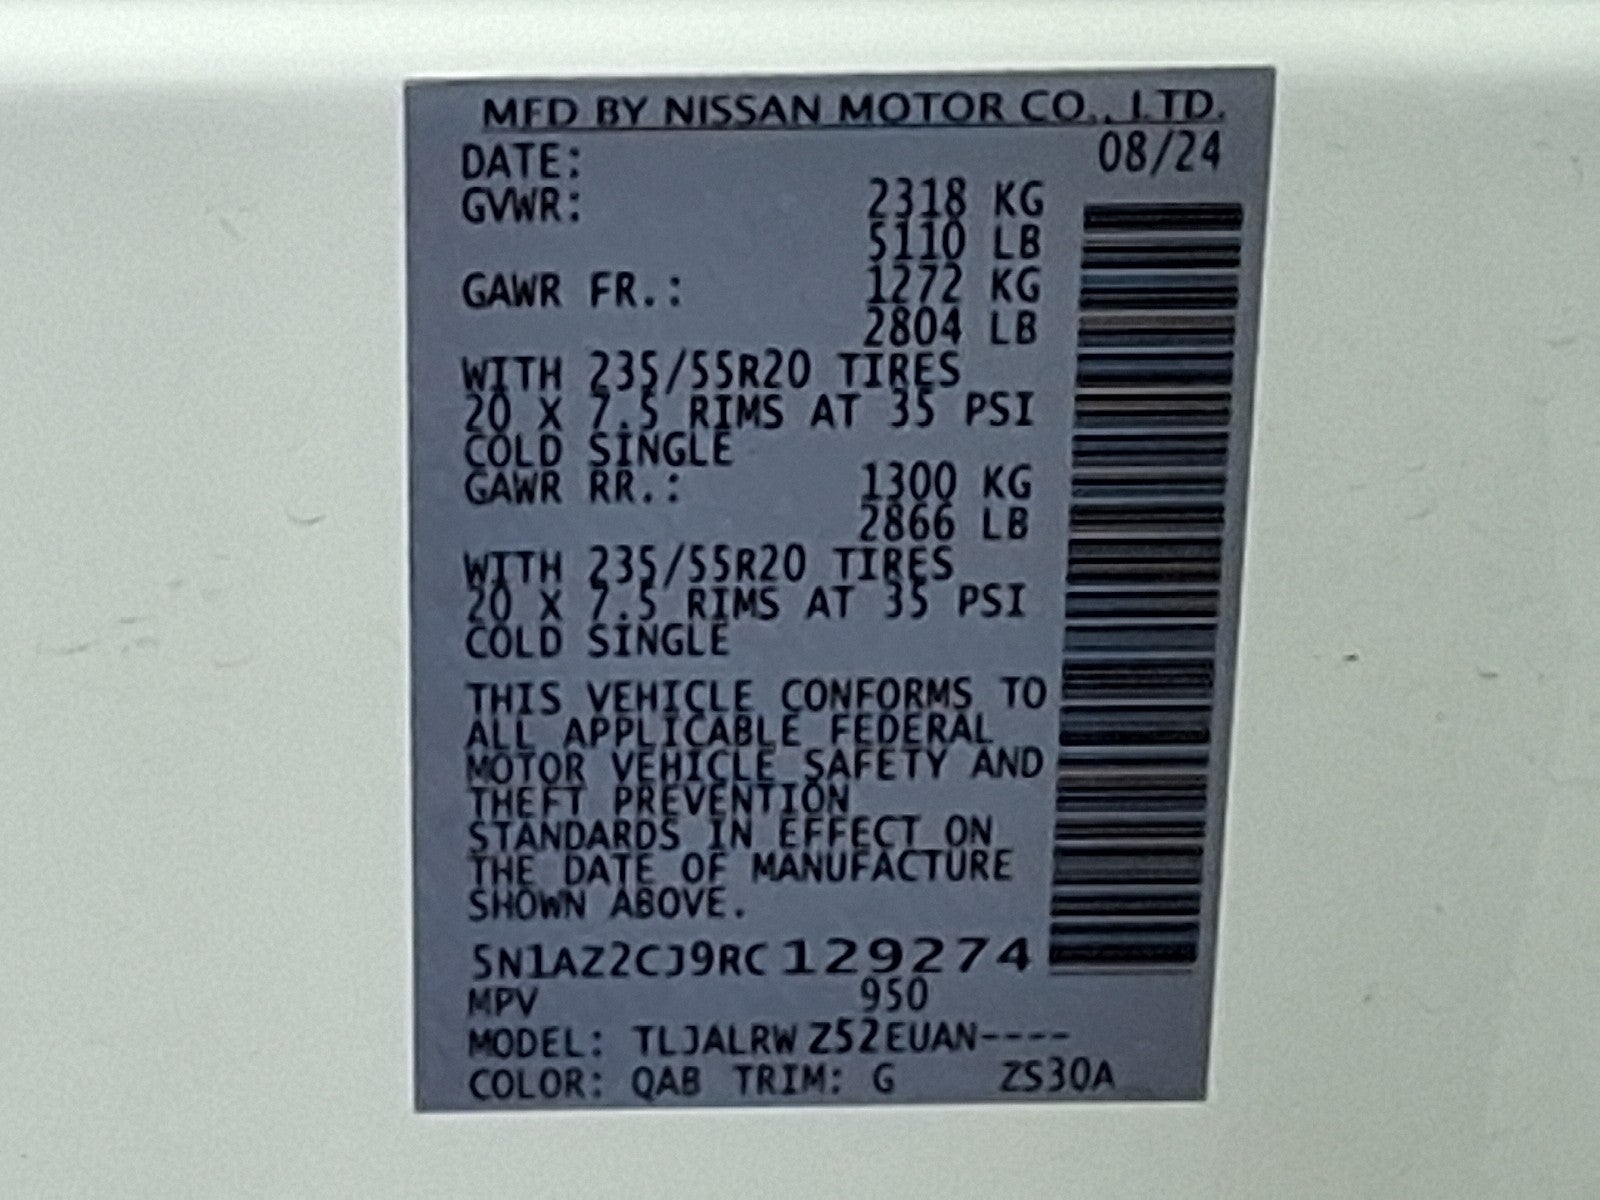 MFD BY NISSAN MOTOR CO., LTD.
DATE: 08/24
GVWR: 2318 KG
5110 LB
GAWR FR.: 1272 KG
2804 LB
WITH 235/55R20 TIRES
20 X 7.5 RIMS AT 35 PSI
COLD SINGLE
GAWR RR.: 1300 KG
2866 LB
WITH 235/55R20 TIRES
20 X 7.5 RIMS AT 35 PSI
COLD SINGLE
THIS VEHICLE CONFORMS TO
ALL APPLICABLE FEDERAL
MOTOR VEHICLE SAFETY AND
THEFT PREVENTION
STANDARDS IN EFFECT ON
THE DATE OF MANUFACTURE
SHOWN ABOVE.
5N1AZ2CJ9RC129274
MPV 950
MODEL: TLJALRWZ52EUAN----
COLOR: QAB TRIM: G ZS30A